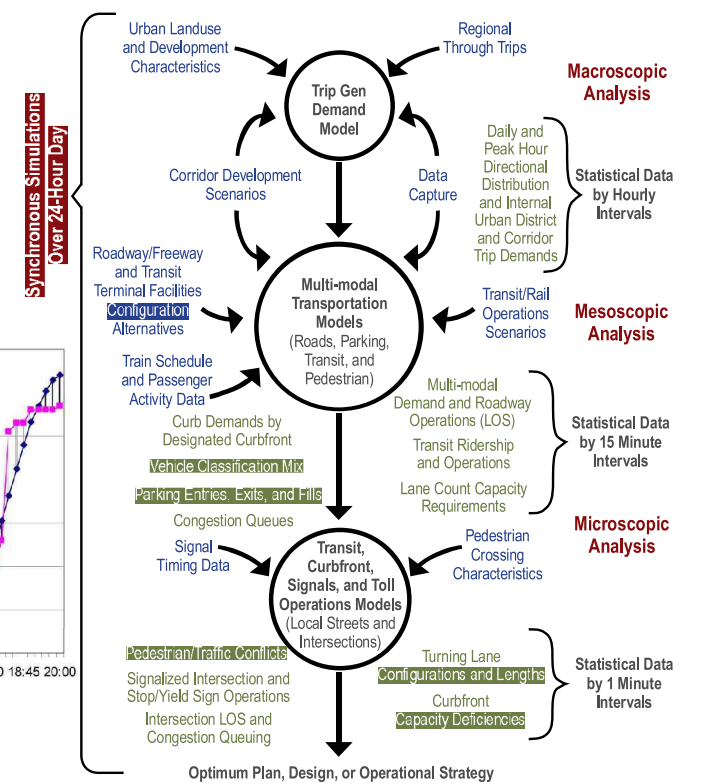 Synchronous Simulations
Over 24-Hour Day
Urban Landuse
and Development
Characteristics
Regional
Through Trips
Macroscopic
Analysis
Trip Gen
Demand
Model
Daily and
Peak Hour
Directional
Distribution
and Internal
Urban District
and Corridor
Trip Demands
Statistical Data
by Hourly
Intervals
Corridor Development
Scenarios
Data
Capture
Roadway/Freeway
and Transit
Terminal Facilities
Configuration
Alternatives
Multi-modal
Transportation
Models
(Roads, Parking,
Transit, and
Pedestrian)
Transit/Rail
Operations
Scenarios
Mesoscopic
Analysis
Train Schedule
and Passenger
Activity Data
Curb Demands by
Designated Curbfront
Vehicle Classification Mix
Parking Entries, Exits, and Fills
Congestion Queues
Multi-modal
Demand and Roadway
Operations (LOS)
Transit Ridership
and Operations
Lane Count Capacity
Requirements
Statistical Data
by 15 Minute
Intervals
Microscopic
Analysis
Signal
Timing Data
Transit,
Curbfront,
Signals, and Toll
Operations Models
(Local Streets and
Intersections)
Pedestrian
Crossing
Characteristics
Pedestrian/Traffic Conflicts
Signalized Intersection and
Stop/Yield Sign Operations
Intersection LOS and
Congestion Queuing
Turning Lane
Configurations and Lengths
Curbfront
Capacity Deficiencies
Statistical Data
by 1 Minute
Intervals
18:45 20:00
Optimum Plan, Design, or Operational Strategy